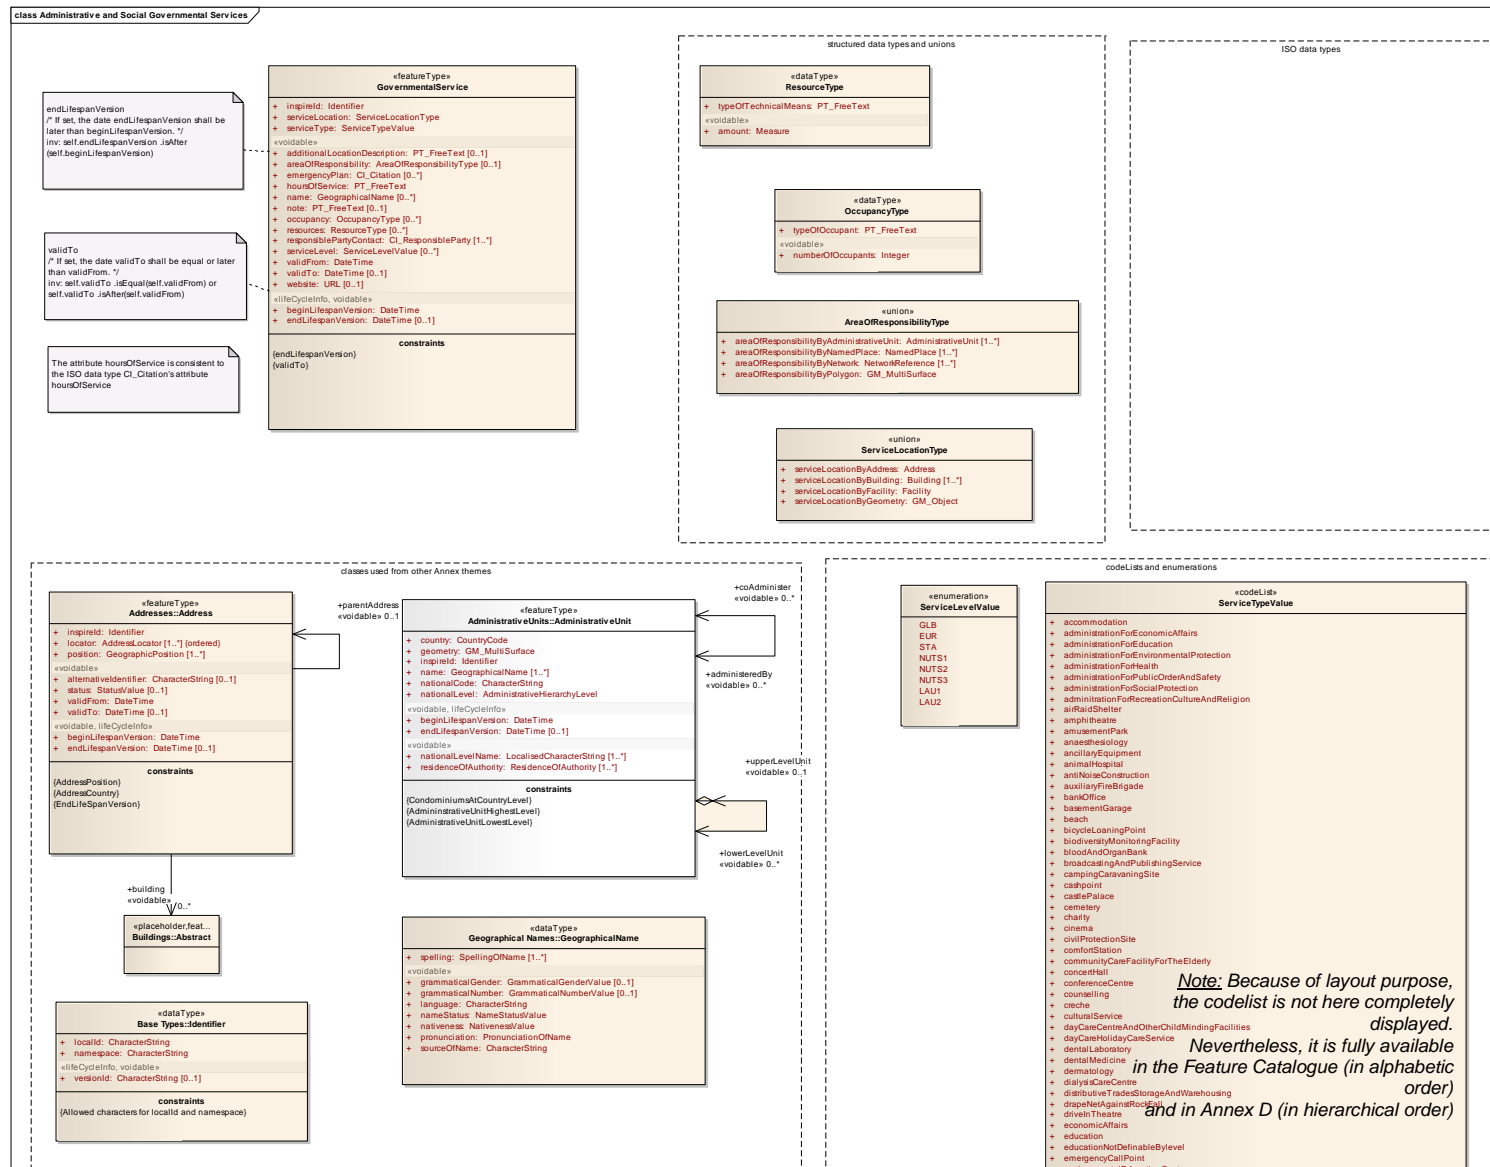 class Administrative and Social Governmental Services
endLifespanVersion
/* If set, the date endLifespanVersion shall be
later than beginLifespanVersion. */
inv: self.endLifespanVersion .isAfter
(self.beginLifespanVersion)
validTo
/* If set, the date validTo shall be equal or later
than validFrom. */
inv: self.validTo .isEqual(self.validFrom) or
self.validTo .isAfter(self.validFrom)
The attribute hoursOfService is consistent to
the ISO data type CI_Citation's attribute
hoursOfService
«featureType»
GovernmentalService
+ inspireId: Identifier
+ serviceLocation: ServiceLocationType
+ serviceType: ServiceTypeValue
«voidable»
+ additionalLocationDescription: PT_FreeText [0..1]
+ areaOfResponsibility: AreaOfResponsibilityType [0..1]
+ emergencyPlan: CI_Citation [0..*]
+ hoursOfService: PT_FreeText
+ name: GeographicalName [0..*]
+ note: PT_FreeText [0..1]
+ occupancy: OccupancyType [0..*]
+ resources: ResourceType [0..*]
+ responsiblePartyContact: CI_ResponsibleParty [1..*]
+ serviceLevel: ServiceLevelValue [0..*]
+ validFrom: DateTime
+ validTo: DateTime [0..1]
+ website: URL [0..1]
«lifeCycleInfo, voidable»
+ beginLifespanVersion: DateTime
+ endLifespanVersion: DateTime [0..1]
constraints
{endLifespanVersion}
{validTo}
structured data types and unions
«dataType»
ResourceType
+ typeOfTechnicalMeans: PT_FreeText
«voidable»
+ amount: Measure
«dataType»
OccupancyType
+ typeOfOccupant: PT_FreeText
«voidable»
+ numberOfOccupants: Integer
«union»
AreaOfResponsibilityType
+ areaOfResponsibilityByAdministrativeUnit: AdministrativeUnit [1..*]
+ areaOfResponsibilityByNamedPlace: NamedPlace [1..*]
+ areaOfResponsibilityByNetwork: NetworkReference [1..*]
+ areaOfResponsibilityByPolygon: GM_MultiSurface
«union»
ServiceLocationType
+ serviceLocationByAddress: Address
+ serviceLocationByBuilding: Building [1..*]
+ serviceLocationByFacility: Facility
+ serviceLocationByGeometry: GM_Object
ISO data types
classes used from other Annex themes
«featureType»
Addresses::Address
+ inspireId: Identifier
+ locator: AddressLocator [1..*] {ordered}
+ position: GeographicPosition [1..*]
«voidable»
+ alternativeIdentifier: CharacterString [0..1]
+ status: StatusValue [0..1]
+ validFrom: DateTime
+ validTo: DateTime [0..1]
«voidable, lifeCycleInfo»
+ beginLifespanVersion: DateTime
+ endLifespanVersion: DateTime [0..1]
constraints
{AddressPosition}
{AddressCountry}
{EndLifeSpanVersion}
+parentAddress
«voidable» 0..1
+building
«voidable»
0..*
«placeholder,feat...
Buildings::Abstract
«dataType»
Base Types::Identifier
+ localId: CharacterString
+ namespace: CharacterString
«lifeCycleInfo, voidable»
+ versionId: CharacterString [0..1]
constraints
{Allowed characters for localId and namespace}
«featureType»
AdministrativeUnits::AdministrativeUnit
+ country: CountryCode
+ geometry: GM_MultiSurface
+ inspireId: Identifier
+ name: GeographicalName [1..*]
+ nationalCode: CharacterString
+ nationalLevel: AdministrativeHierarchyLevel
«voidable, lifeCycleInfo»
+ beginLifespanVersion: DateTime
+ endLifespanVersion: DateTime [0..1]
«voidable»
+ nationalLevelName: LocalisedCharacterString [1..*]
+ residenceOfAuthority: ResidenceOfAuthority [1..*]
constraints
{CondominiumsAtCountryLevel}
{AdmininstrativeUnitHighestLevel}
{AdministrativeUnitLowestLevel}
+coAdminister
«voidable» 0..*
+administeredBy
«voidable» 0..*
+upperLevelUnit
«voidable» 0..1
+lowerLevelUnit
«voidable» 0..*
«dataType»
Geographical Names::GeographicalName
+ spelling: SpellingOfName [1..*]
«voidable»
+ grammaticalGender: GrammaticalGenderValue [0..1]
+ grammaticalNumber: GrammaticalNumberValue [0..1]
+ language: CharacterString
+ nameStatus: NameStatusValue
+ nativeness: NativenessValue
+ pronunciation: PronunciationOfName
+ sourceOfName: CharacterString
codeLists and enumerations
«enumeration»
ServiceLevelValue
GLB
EUR
STA
NUTS1
NUTS2
NUTS3
LAU1
LAU2
«codeList»
ServiceTypeValue
+ accommodation
+ administrationForEconomicAffairs
+ administrationForEducation
+ administrationForEnvironmentalProtection
+ administrationForHealth
+ administrationForPublicOrderAndSafety
+ administrationForSocialProtection
+ adminitrationForRecreationCultureAndReligion
+ airRaidShelter
+ amphitheatre
+ amusementPark
+ anaesthesiology
+ ancillaryEquipment
+ animalHospital
+ antiNoiseConstruction
+ auxiliaryFireBrigade
+ bankOffice
+ basementGarage
+ beach
+ bicycleLoaningPoint
+ biodiversityMonitoringFacility
+ bloodAndOrganBank
+ broadcastingAndPublishingService
+ campingCaravaningSite
+ cashpoint
+ castlePalace
+ cemetery
+ charity
+ cinema
+ civilProtectionSite
+ comfortStation
+ communityCareFacilityForTheElderly
+ concertHall
+ conferenceCentre
+ counselling
+ creche
+ culturalService
+ dayCareCentreAndOtherChildMindingFacilities
+ dayCareHolidayCareService
+ dentalLaboratory
+ dentalMedicine
+ dermatology
+ dialysisCareCentre
+ distributiveTradesStorageAndWarehousing
+ drapeNetAgainstRockFall
+ driveInTheatre
+ economicAffairs
+ education
+ educationNotDefinableBylevel
+ emergencyCallPoint
Note: Because of layout purpose,
the codelist is not here completely
displayed.
Nevertheless, it is fully available
in the Feature Catalogue (in alphabetic
order)
and in Annex D (in hierarchical order)